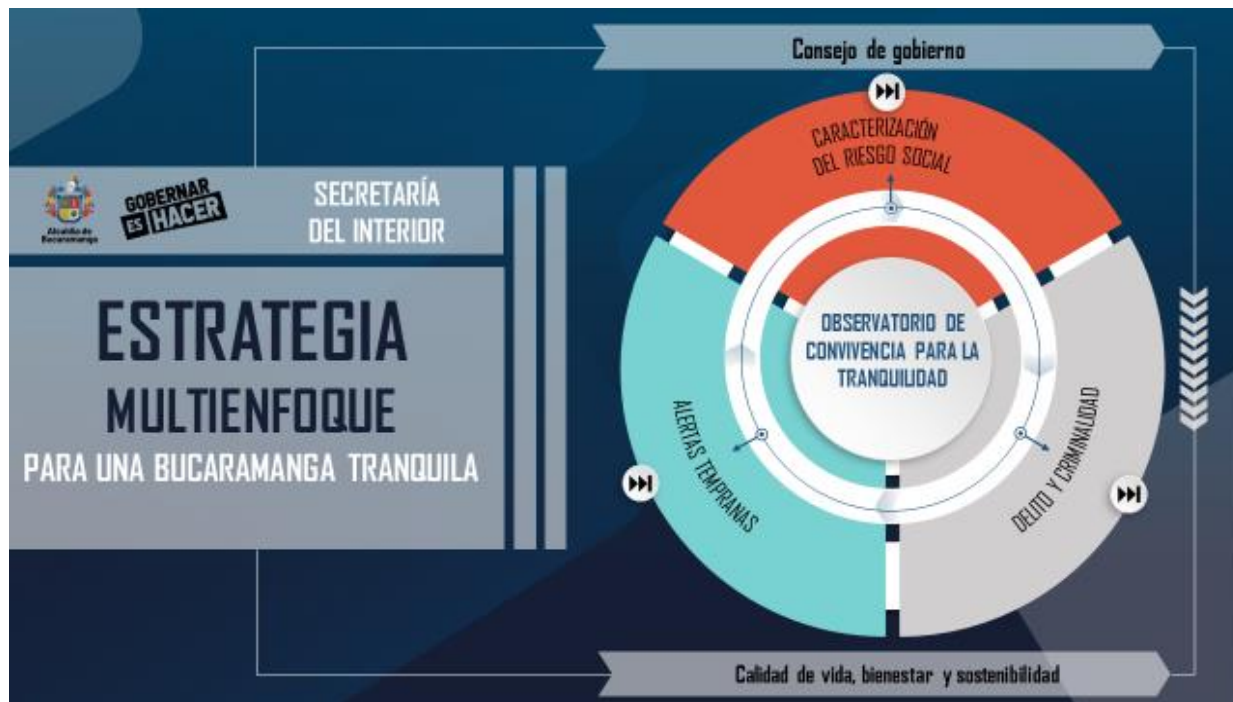 Consejo de gobierno
Alcaldía de
Bucaramanga
GOBERNAR
ES HACER
SECRETARÍA
DEL INTERIOR
ESTRATEGIA
MULTIENFOQUE
PARA UNA BUCARAMANGA TRANQUILA
CARACTERIZACIÓN
DEL RIESGO SOCIAL
OBSERVATORIO DE
CONVIVENCIA PARA LA
TRANQUILIDAD
ALERTAS TEMPRANAS
DELITO Y CRIMINALIDAD
Calidad de vida, bienestar y sostenibilidad